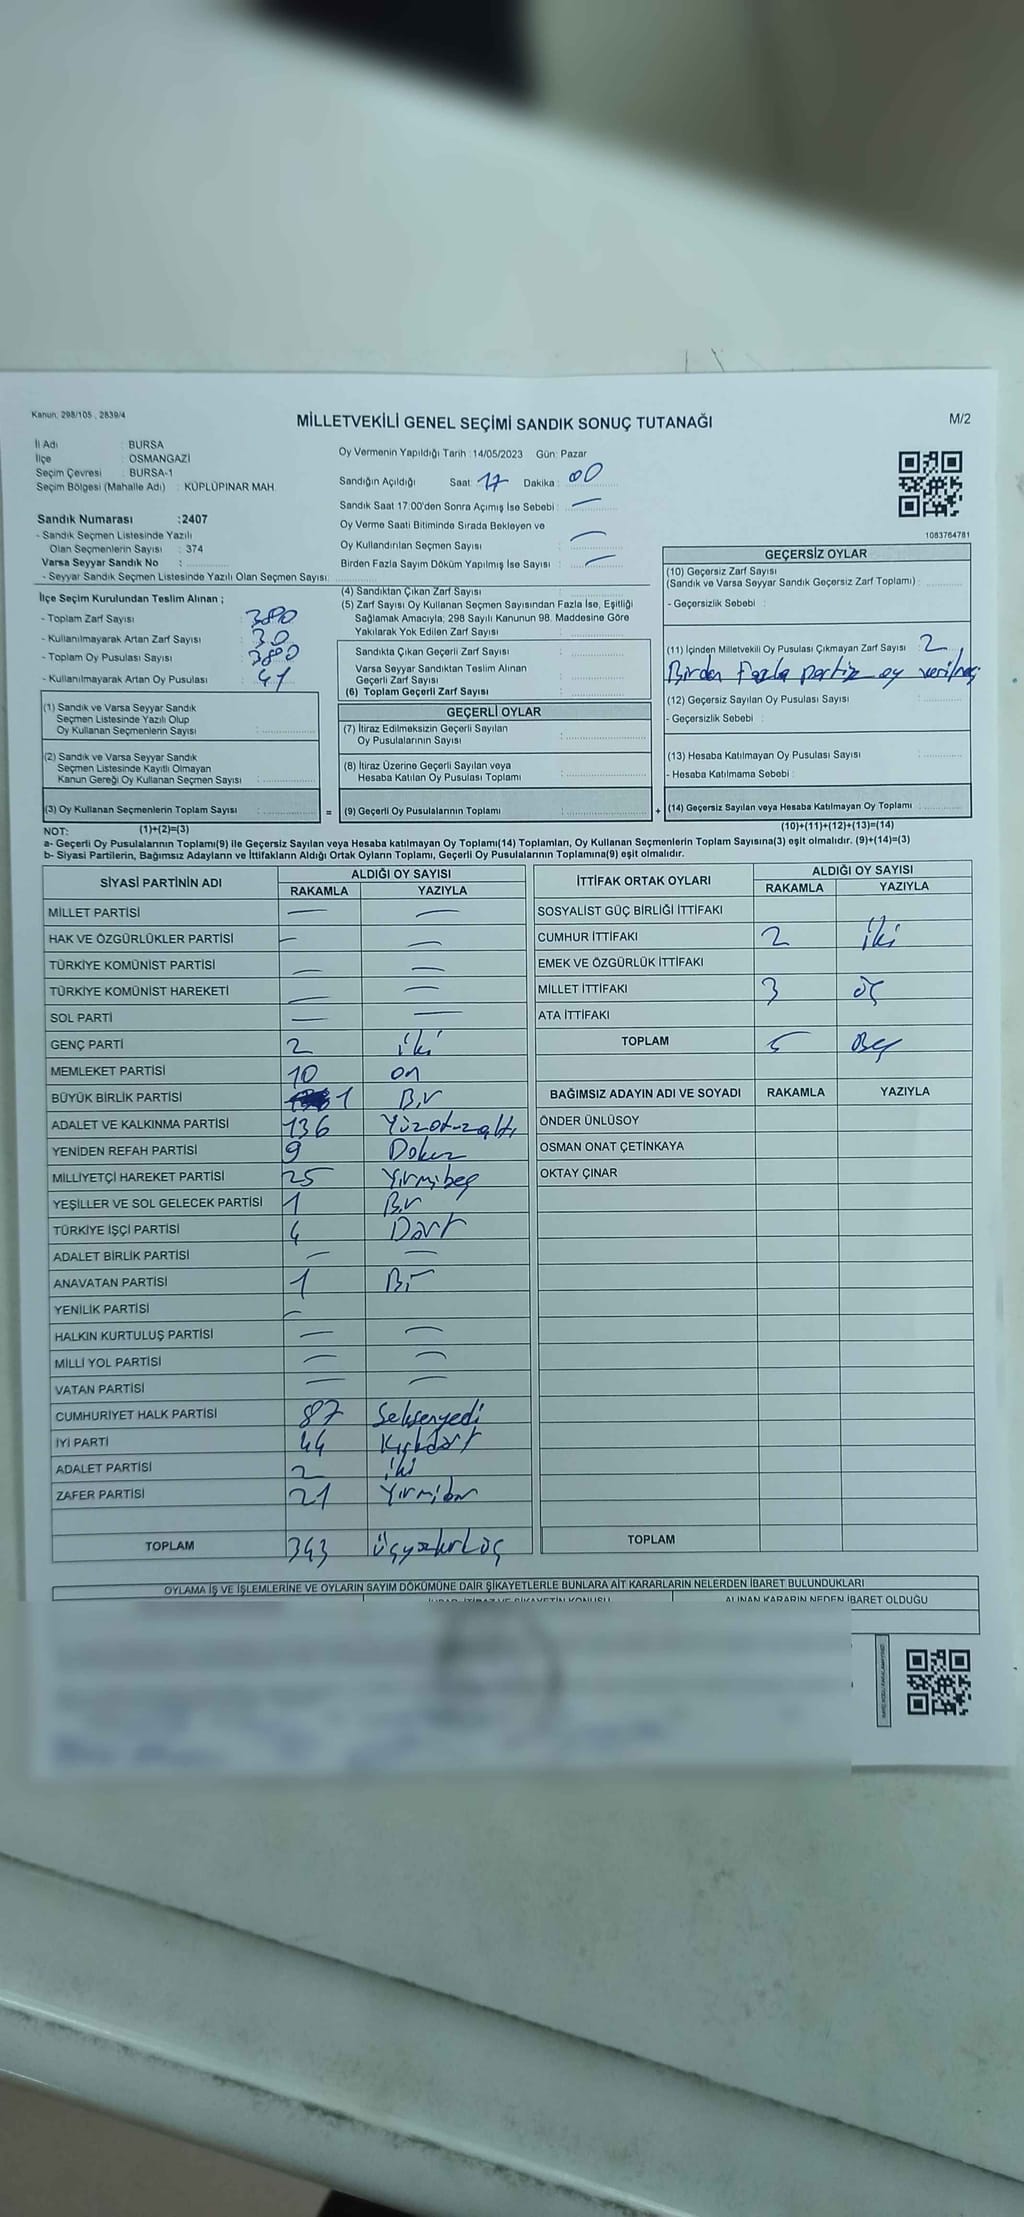 Kanun, 298/105 , 2839/4
MİLLETVEKİLİ GENEL SEÇİMİ SANDIK SONUÇ TUTANAĞI
M/2
İl Adı : BURSA
İlçe : OSMANGAZİ
Seçim Çevresi : BURSA-1
Seçim Bölgesi (Mahalle Adı) : KÜPLÜPINAR MAH.
Sandık Numarası :2407
- Sandık Seçmen Listesinde Yazılı
Olan Seçmenlerin Sayısı : 374
Varsa Seyyar Sandık No :
- Seyyar Sandık Seçmen Listesinde Yazılı Olan Seçmen Sayısı:
Oy Vermenin Yapıldığı Tarih :14/05/2023 Gün: Pazar
Sandığın Açıldığı Saat: 17 Dakika : 00
Sandık Saat 17:00'den Sonra Açımış İse Sebebi : —
Oy Verme Saati Bitiminde Sırada Bekleyen ve
Oy Kullandırılan Seçmen Sayısı : —
Birden Fazla Sayım Döküm Yapılmış İse Sayısı : —
1083764781
İlçe Seçim Kurulundan Teslim Alınan ;
- Toplam Zarf Sayısı : 380
- Kullanılmayarak Artan Zarf Sayısı : 30
- Toplam Oy Pusulası Sayısı : 380
- Kullanılmayarak Artan Oy Pusulası : 41
(1) Sandık ve Varsa Seyyar Sandık
Seçmen Listesinde Yazılı Olup
Oy Kullanan Seçmenlerin Sayısı :
(2) Sandık ve Varsa Seyyar Sandık
Seçmen Listesinde Kayıtlı Olmayan
Kanun Gereği Oy Kullanan Seçmen Sayısı :
(3) Oy Kullanan Seçmenlerin Toplam Sayısı : =
(4) Sandıktan Çıkan Zarf Sayısı :
(5) Zarf Sayısı Oy Kullanan Seçmen Sayısından Fazla İse, Eşitliği
Sağlamak Amacıyla, 298 Sayılı Kanunun 98. Maddesine Göre
Yakılarak Yok Edilen Zarf Sayısı :
Sandıkta Çıkan Geçerli Zarf Sayısı :
Varsa Seyyar Sandıktan Teslim Alınan
Geçerli Zarf Sayısı :
(6) Toplam Geçerli Zarf Sayısı :
GEÇERLİ OYLAR
(7) İtiraz Edilmeksizin Geçerli Sayılan
Oy Pusulalarının Sayısı :
(8) İtiraz Üzerine Geçerli Sayılan veya
Hesaba Katılan Oy Pusulası Toplamı :
(9) Geçerli Oy Pusulalarının Toplamı : +
GEÇERSİZ OYLAR
(10) Geçersiz Zarf Sayısı
(Sandık ve Varsa Seyyar Sandık Geçersiz Zarf Toplamı) :
- Geçersizlik Sebebi :
(11) İçinden Milletvekili Oy Pusulası Çıkmayan Zarf Sayısı : 2
Birden Fazla partiye oy verilmiş
(12) Geçersiz Sayılan Oy Pusulası Sayısı :
- Geçersizlik Sebebi :
(13) Hesaba Katılmayan Oy Pusulası Sayısı :
- Hesaba Katılmama Sebebi :
(14) Geçersiz Sayılan veya Hesaba Katılmayan Oy Toplamı :
NOT: (1)+(2)=(3)
(10)+(11)+(12)+(13)=(14)
a- Geçerli Oy Pusulalarının Toplamı(9) ile Geçersiz Sayılan veya Hesaba katılmayan Oy Toplamı(14) Toplamları, Oy Kullanan Seçmenlerin Toplam Sayısına(3) eşit olmalıdır. (9)+(14)=(3)
b- Siyasi Partilerin, Bağımsız Adayların ve İttifakların Aldığı Ortak Oyların Toplamı, Geçerli Oy Pusulalarının Toplamına(9) eşit olmalıdır.
SİYASİ PARTİNİN ADI ALDIĞI OY SAYISI
RAKAMLA YAZIYLA
MİLLET PARTİSİ — —
HAK VE ÖZGÜRLÜKLER PARTİSİ — —
TÜRKİYE KOMÜNİST PARTİSİ — —
TÜRKİYE KOMÜNİST HAREKETİ — —
SOL PARTİ — —
GENÇ PARTİ 2 iki
MEMLEKET PARTİSİ 10 on
BÜYÜK BİRLİK PARTİSİ 1 Bir
ADALET VE KALKINMA PARTİSİ 136 Yüzotuzaltı
YENİDEN REFAH PARTİSİ 9 Dokuz
MİLLİYETÇİ HAREKET PARTİSİ 25 Yirmibeş
YEŞİLLER VE SOL GELECEK PARTİSİ 1 Bir
TÜRKİYE İŞÇİ PARTİSİ 4 Dört
ADALET BİRLİK PARTİSİ — —
ANAVATAN PARTİSİ 1 Bir
YENİLİK PARTİSİ —
HALKIN KURTULUŞ PARTİSİ — —
MİLLİ YOL PARTİSİ — —
VATAN PARTİSİ — —
CUMHURİYET HALK PARTİSİ 87 Seksenyedi
İYİ PARTİ 44 Kırkdört
ADALET PARTİSİ 2 iki
ZAFER PARTİSİ 21 Yirmibir
TOPLAM 343 Üçyüzkırküç
İTTİFAK ORTAK OYLARI ALDIĞI OY SAYISI
RAKAMLA YAZIYLA
SOSYALİST GÜÇ BİRLİĞİ İTTİFAKI
CUMHUR İTTİFAKI 2 iki
EMEK VE ÖZGÜRLÜK İTTİFAKI
MİLLET İTTİFAKI 3 üç
ATA İTTİFAKI
TOPLAM 5 Beş
BAĞIMSIZ ADAYIN ADI VE SOYADI RAKAMLA YAZIYLA
ÖNDER ÜNLÜSOY
OSMAN ONAT ÇETİNKAYA
OKTAY ÇINAR
TOPLAM
OYLAMA İŞ VE İŞLEMLERİNE VE OYLARIN SAYIM DÖKÜMÜNE DAİR ŞİKAYETLERLE BUNLARA AİT KARARLARIN NELERDEN İBARET BULUNDUKLARI
ALINAN KARARIN NEDEN İBARET OLDUĞU